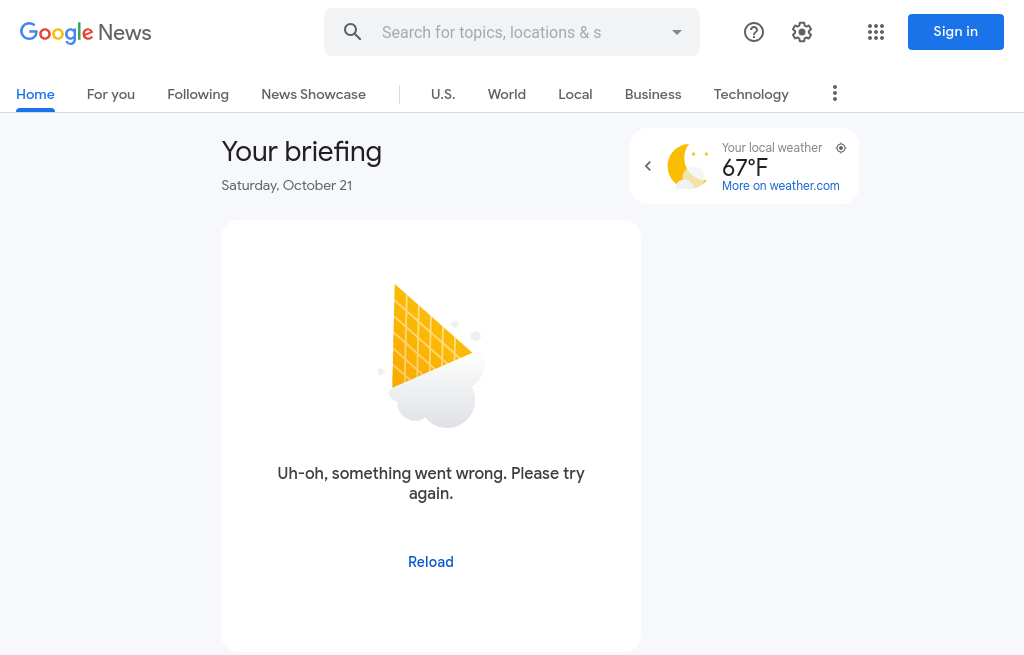 Google News
Search for topics, locations & s
Sign in
Home
For you
Following
News Showcase
U.S.
World
Local
Business
Technology
Your briefing
Saturday, October 21
Your local weather
67°F
More on weather.com
Uh-oh, something went wrong. Please try
again.
Reload